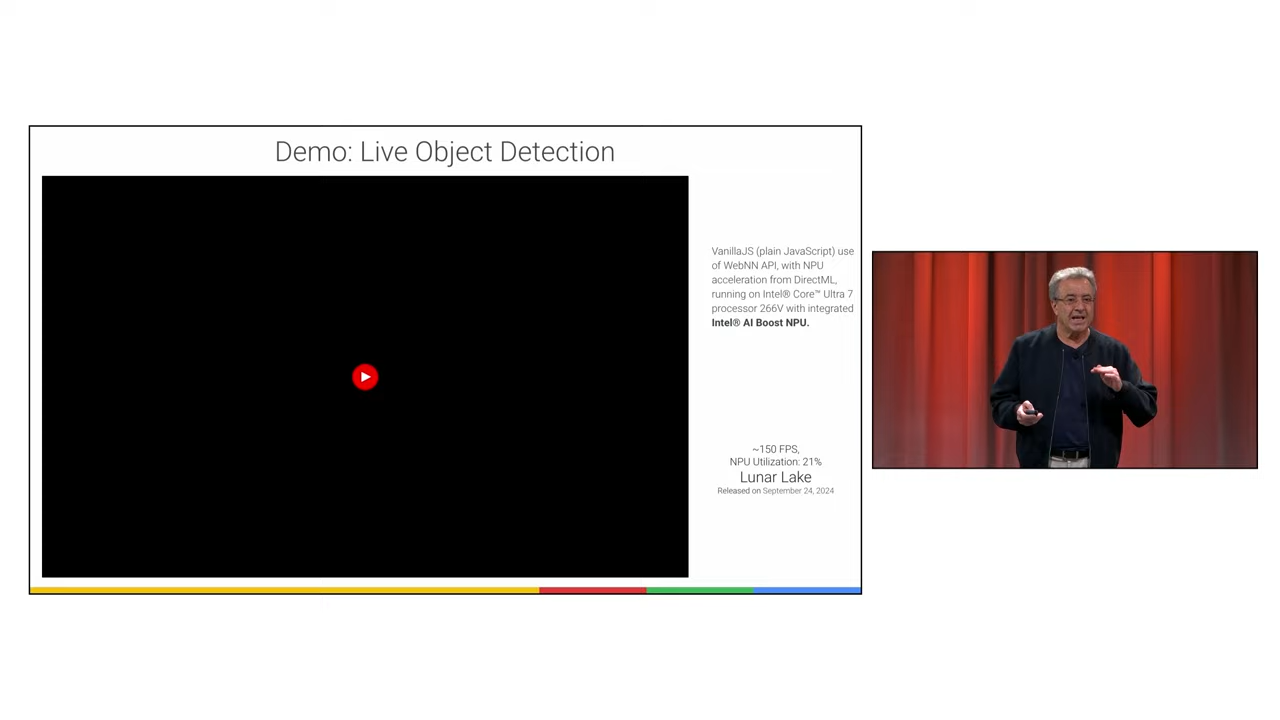 Demo: Live Object Detection
VanillaJS (plain JavaScript) use
of WebNN API, with NPU
acceleration from DirectML,
running on Intel® Core™ Ultra 7
processor 266V with integrated
Intel® AI Boost NPU.
~150 FPS,
NPU Utilization: 21%
Lunar Lake
Released on September 24, 2024